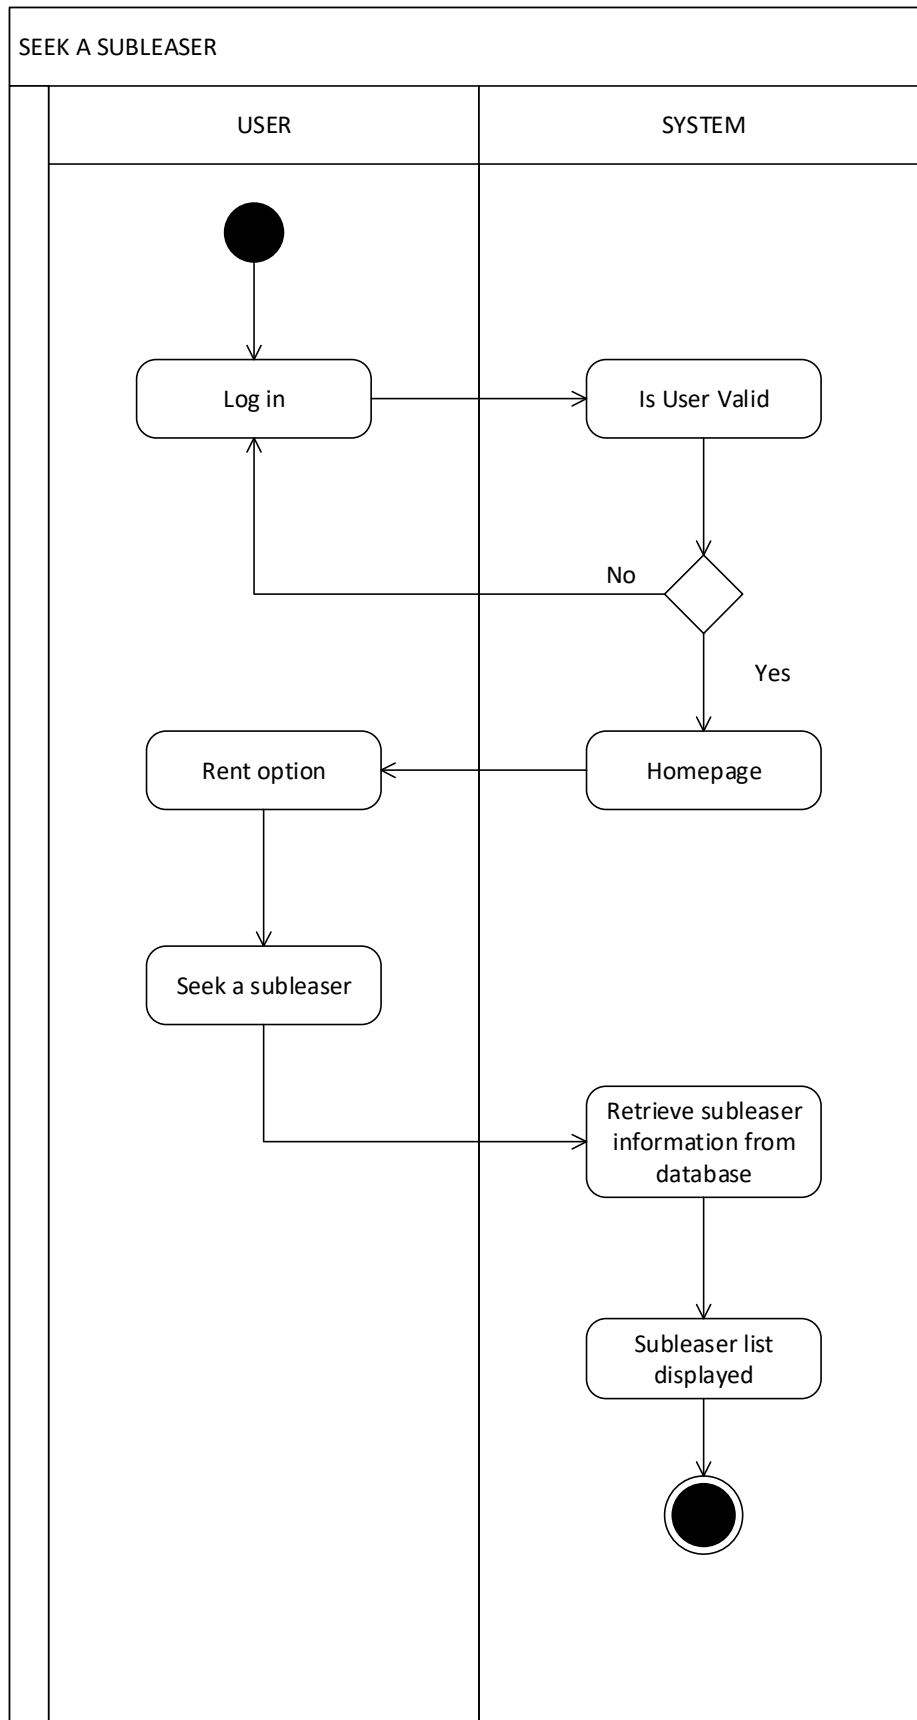 SEEK A SUBLEASER
USER
SYSTEM
Log in
Is User Valid
No
Yes
Rent option
Homepage
Seek a subleaser
Retrieve subleaser
information from
database
Subleaser list
displayed